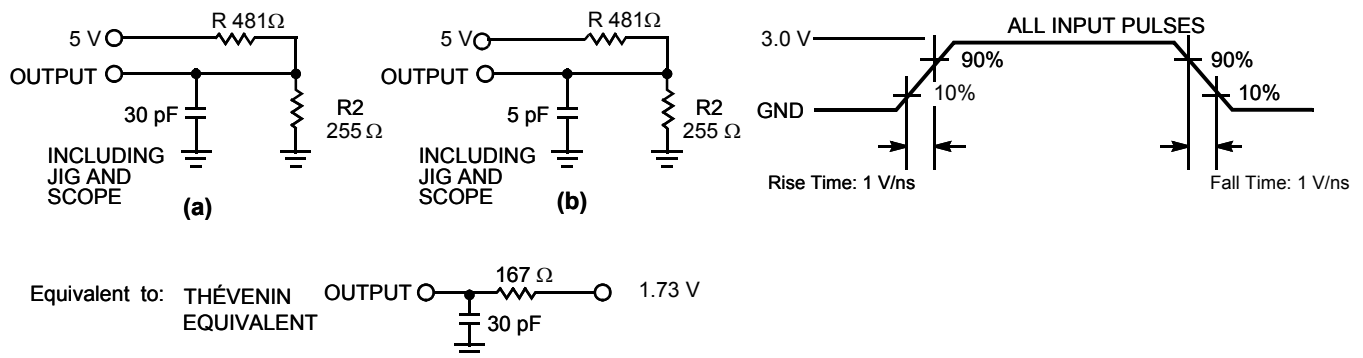 R 481Ω
5 V
OUTPUT
30 pF
R2
255 Ω
INCLUDING
JIG AND
SCOPE
(a)
R 481Ω
5 V
OUTPUT
5 pF
R2
255 Ω
INCLUDING
JIG AND
SCOPE
(b)
ALL INPUT PULSES
3.0 V
90%
90%
10%
10%
GND
Rise Time: 1 V/ns
Fall Time: 1 V/ns
Equivalent to:
THÉVENIN
EQUIVALENT
OUTPUT
167 Ω
1.73 V
30 pF